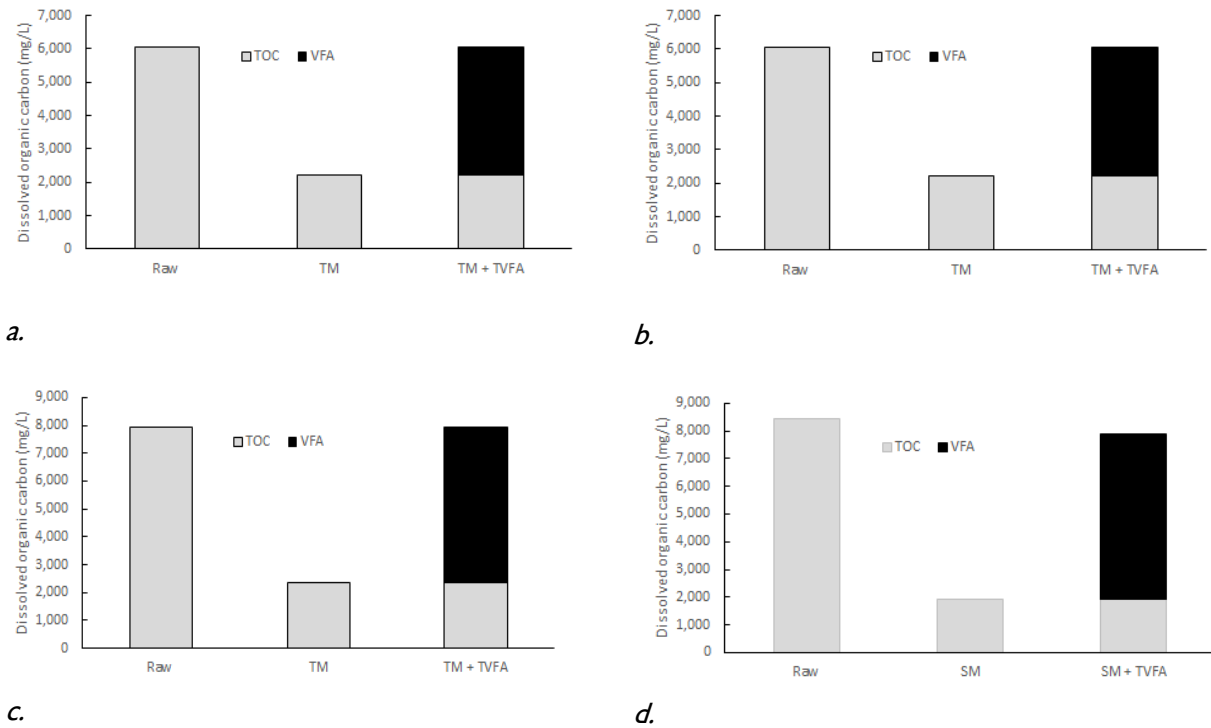 Dissolved organic carbon (mg/L)
7,000
6,000
5,000
4,000
3,000
2,000
1,000
0
TOC VFA
Raw TM TM + TVFA
a.
Dissolved organic carbon (mg/L)
7,000
6,000
5,000
4,000
3,000
2,000
1,000
0
TOC VFA
Raw TM TM + TVFA
b.
Dissolved organic carbon (mg/L)
9,000
8,000
7,000
6,000
5,000
4,000
3,000
2,000
1,000
0
TOC VFA
Raw TM TM + TVFA
c.
Dissolved organic carbon (mg/L)
9,000
8,000
7,000
6,000
5,000
4,000
3,000
2,000
1,000
0
TOC VFA
Raw SM SM + TVFA
d.